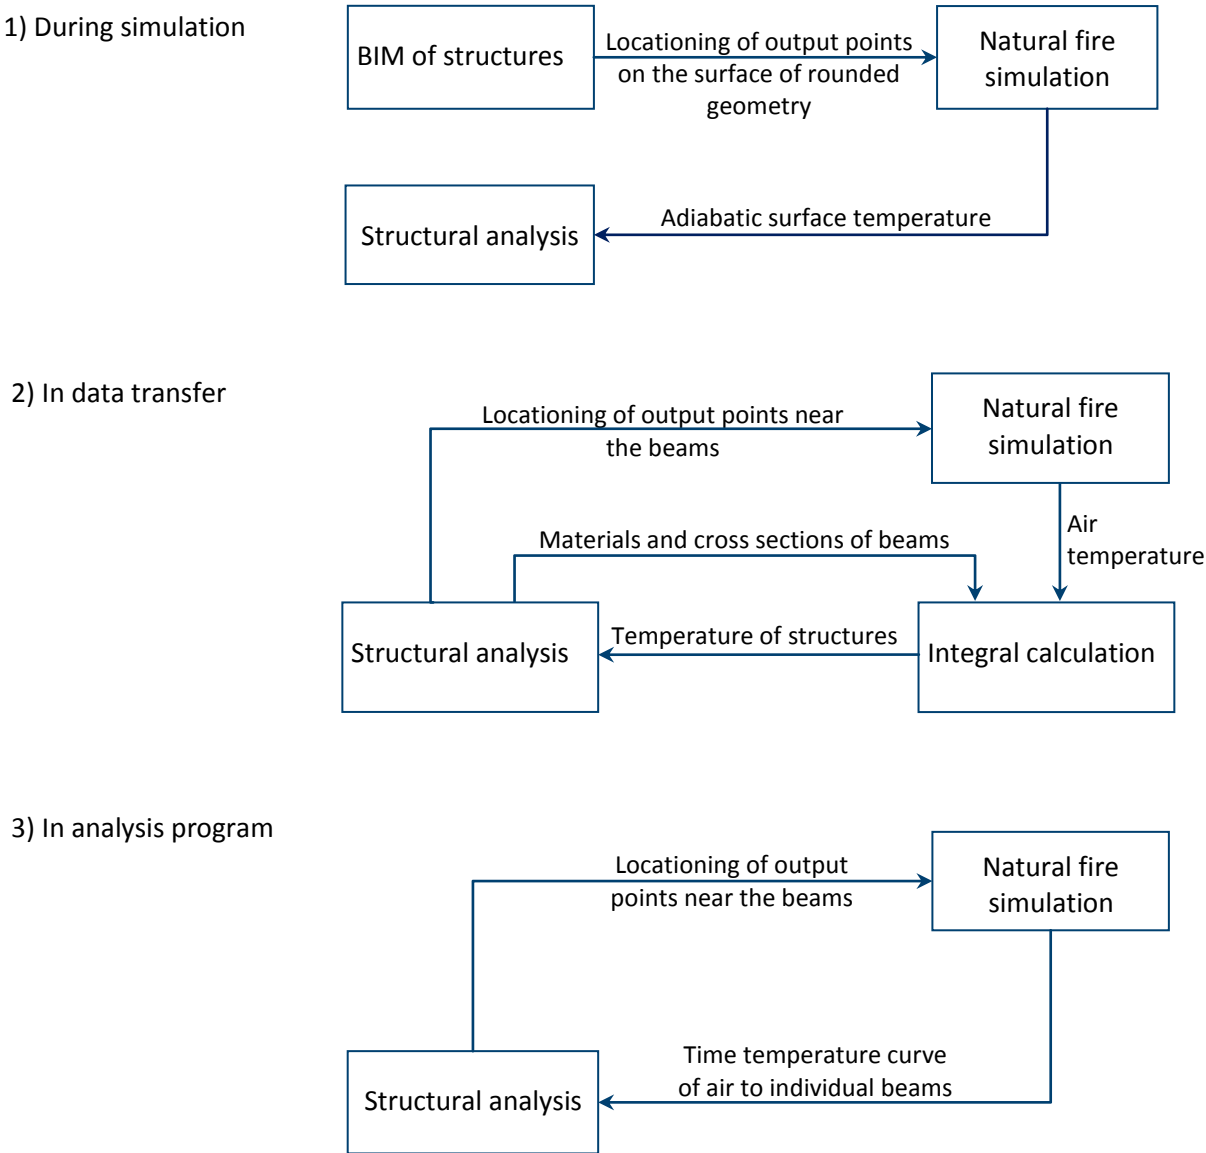 1) During simulation
BIM of structures
Locationing of output points
on the surface of rounded
geometry
Natural fire
simulation
Structural analysis
Adiabatic surface temperature
2) In data transfer
Locationing of output points near
the beams
Natural fire
simulation
Air
temperature
Materials and cross sections of beams
Structural analysis
Temperature of structures
Integral calculation
3) In analysis program
Locationing of output
points near the beams
Natural fire
simulation
Time temperature curve
of air to individual beams
Structural analysis